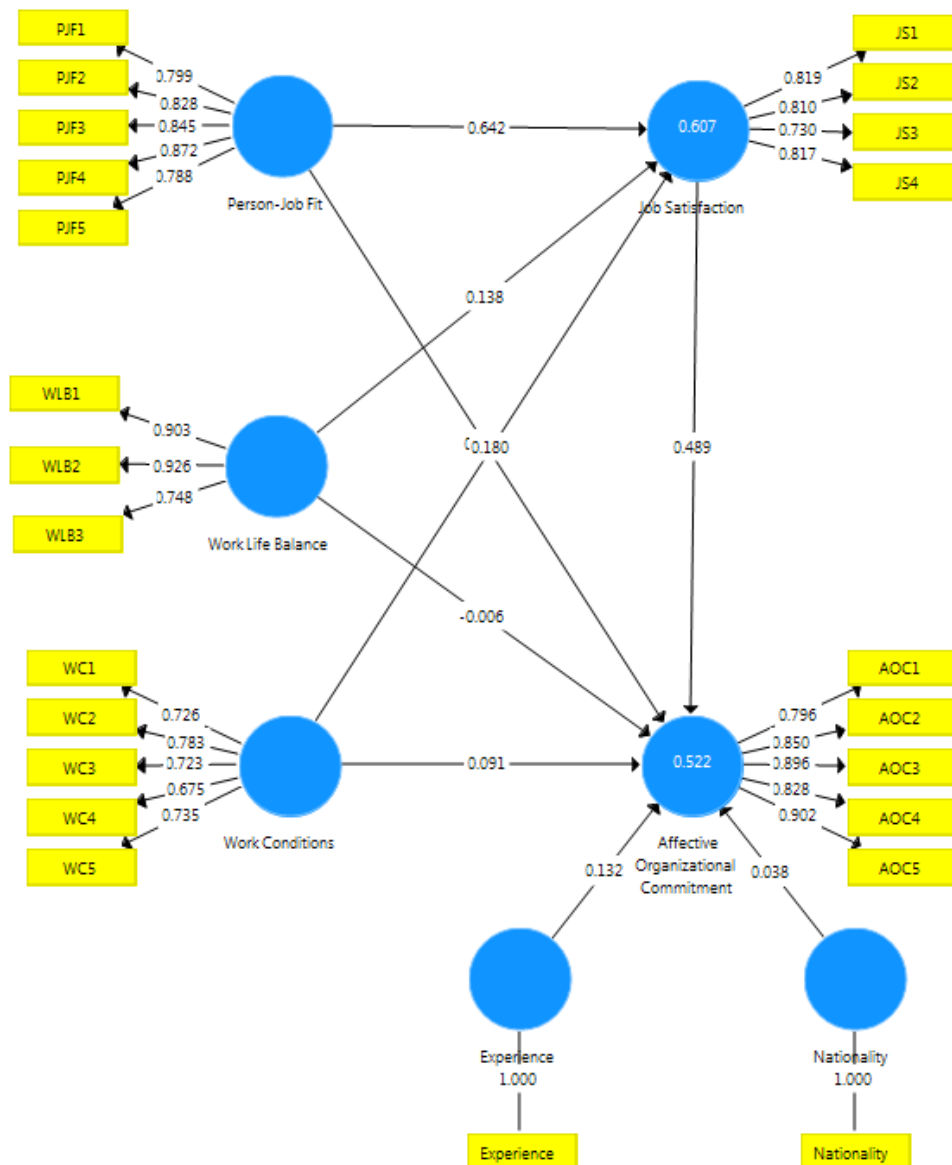 PJF1
PJF2
PJF3
PJF4
PJF5
0.799
0.828
0.845
0.872
0.788
Person-Job Fit
0.642
JS1
JS2
JS3
JS4
0.819
0.810
0.730
0.817
0.607
Job Satisfaction
0.138
WLB1
WLB2
WLB3
0.903
0.926
0.748
Work Life Balance
0.180
0.489
-0.006
WC1
WC2
WC3
WC4
WC5
0.726
0.783
0.723
0.675
0.735
Work Conditions
0.091
0.522
Affective
Organizational
Commitment
AOC1
AOC2
AOC3
AOC4
AOC5
0.796
0.850
0.896
0.828
0.902
0.132
0.038
Experience
1.000
Experience
Nationality
1.000
Nationality